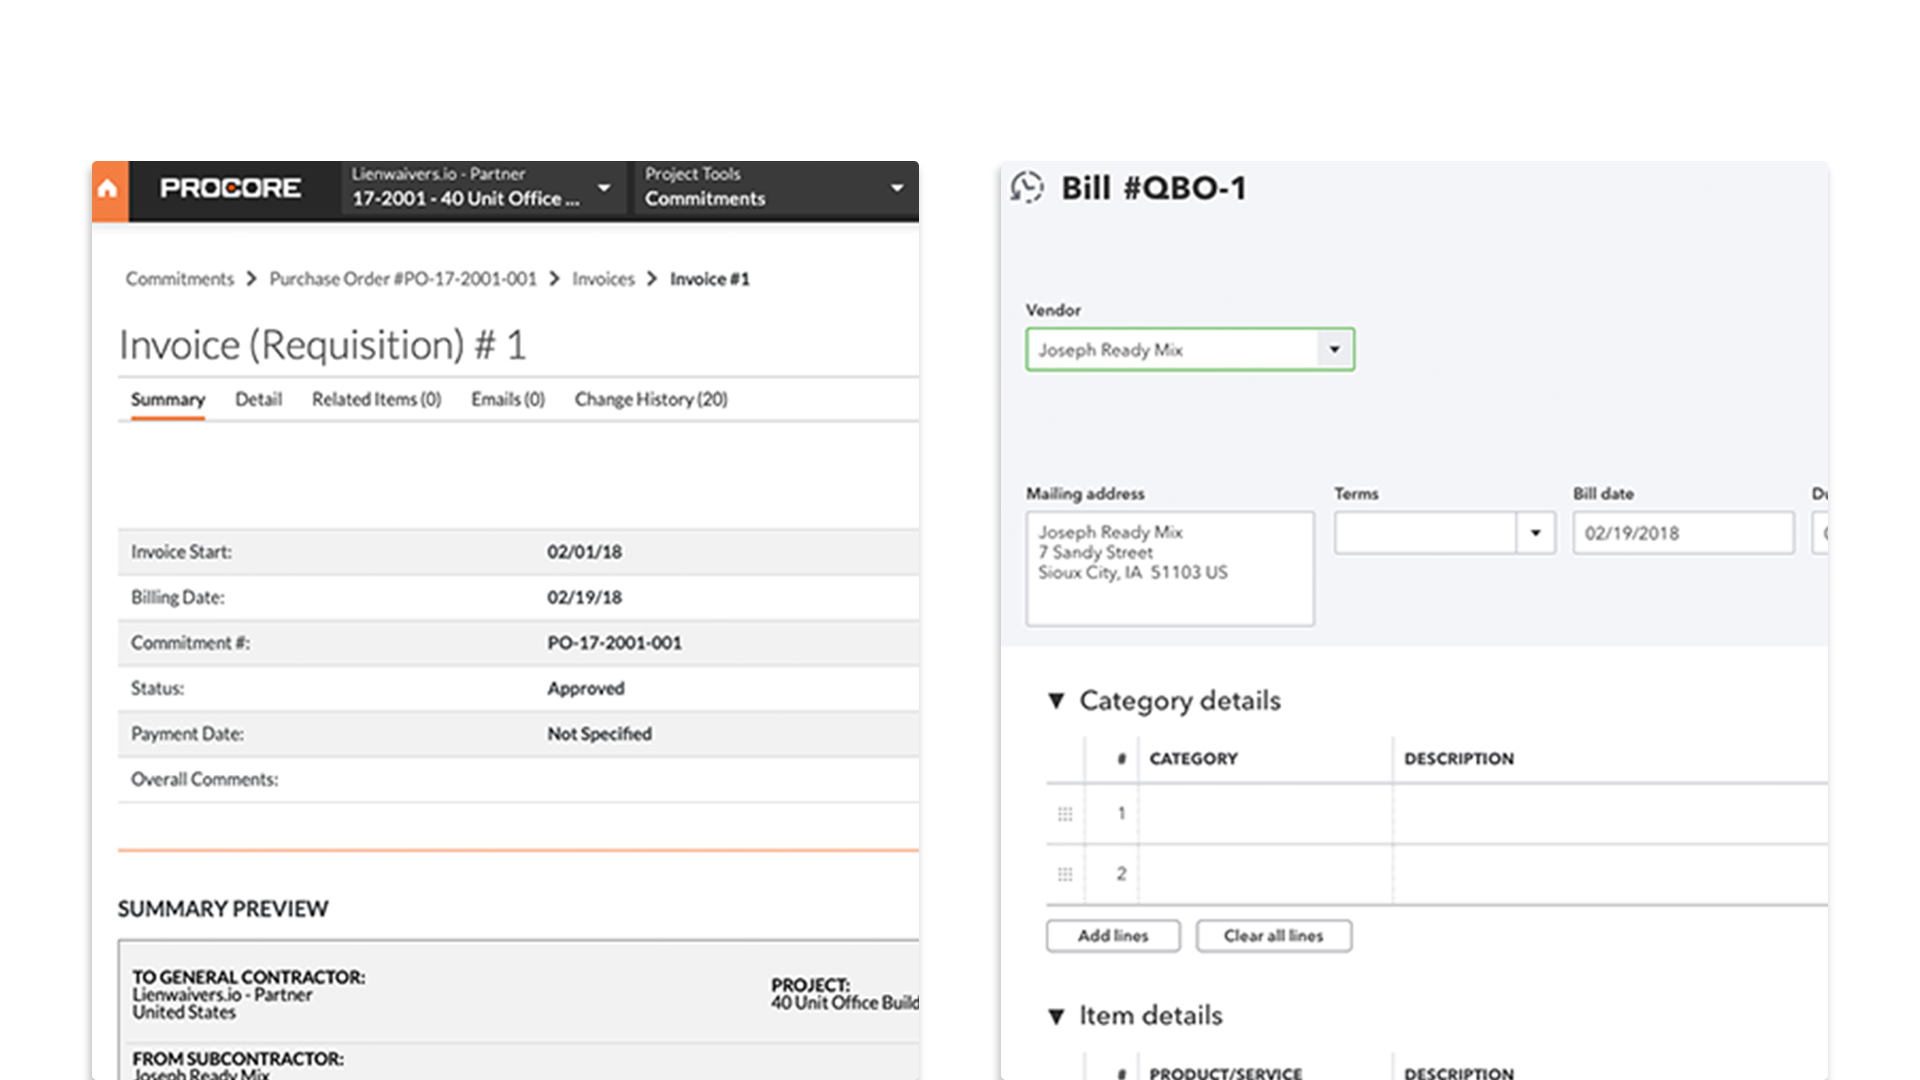 PROCORE
Lienwaivers.io - Partner
17-2001 - 40 Unit Office ...
Project Tools
Commitments
Commitments > Purchase Order #PO-17-2001-001 > Invoices > Invoice #1
Invoice (Requisition) # 1
Summary Detail Related Items (0) Emails (0) Change History (20)
Invoice Start: 02/01/18
Billing Date: 02/19/18
Commitment #: PO-17-2001-001
Status: Approved
Payment Date: Not Specified
Overall Comments:
SUMMARY PREVIEW
TO GENERAL CONTRACTOR:
Lienwaivers.io - Partner
United States
PROJECT:
40 Unit Office Build
FROM SUBCONTRACTOR:
Joseph Ready Mix
Bill #QBO-1
Vendor
Joseph Ready Mix
Mailing address
Joseph Ready Mix
7 Sandy Street
Sioux City, IA 51103 US
Terms
Bill date
02/19/2018
Category details
# CATEGORY DESCRIPTION
1
2
Add lines Clear all lines
Item details
# PRODUCT/SERVICE DESCRIPTION